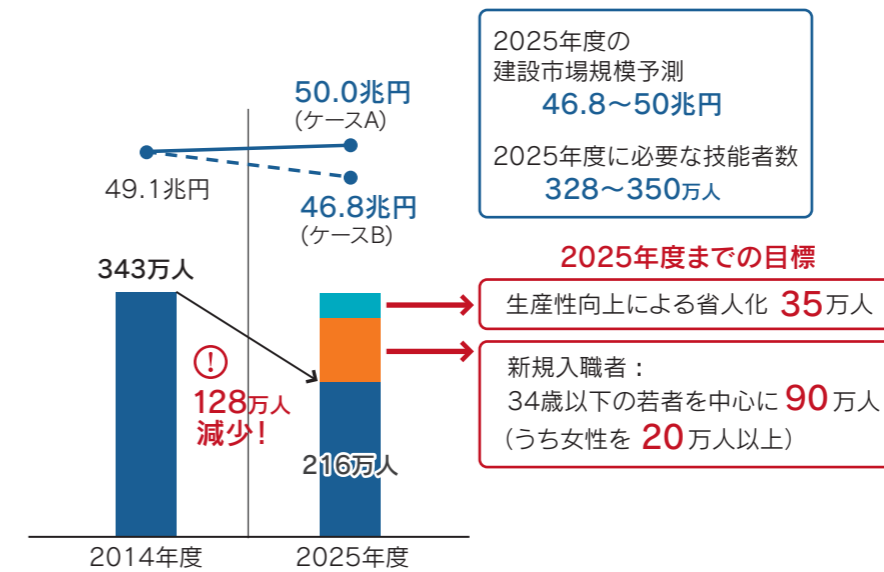 2025年度の
建設市場規模予測
46.8～50兆円
2025年度に必要な技能者数
328～350万人
50.0兆円
(ケースA)
49.1兆円
46.8兆円
(ケースB)
343万人
!
128万人
減少!
216万人
2014年度
2025年度
2025年度までの目標
生産性向上による省人化 35万人
新規入職者：
34歳以下の若者を中心に 90万人
(うち女性を 20万人以上)